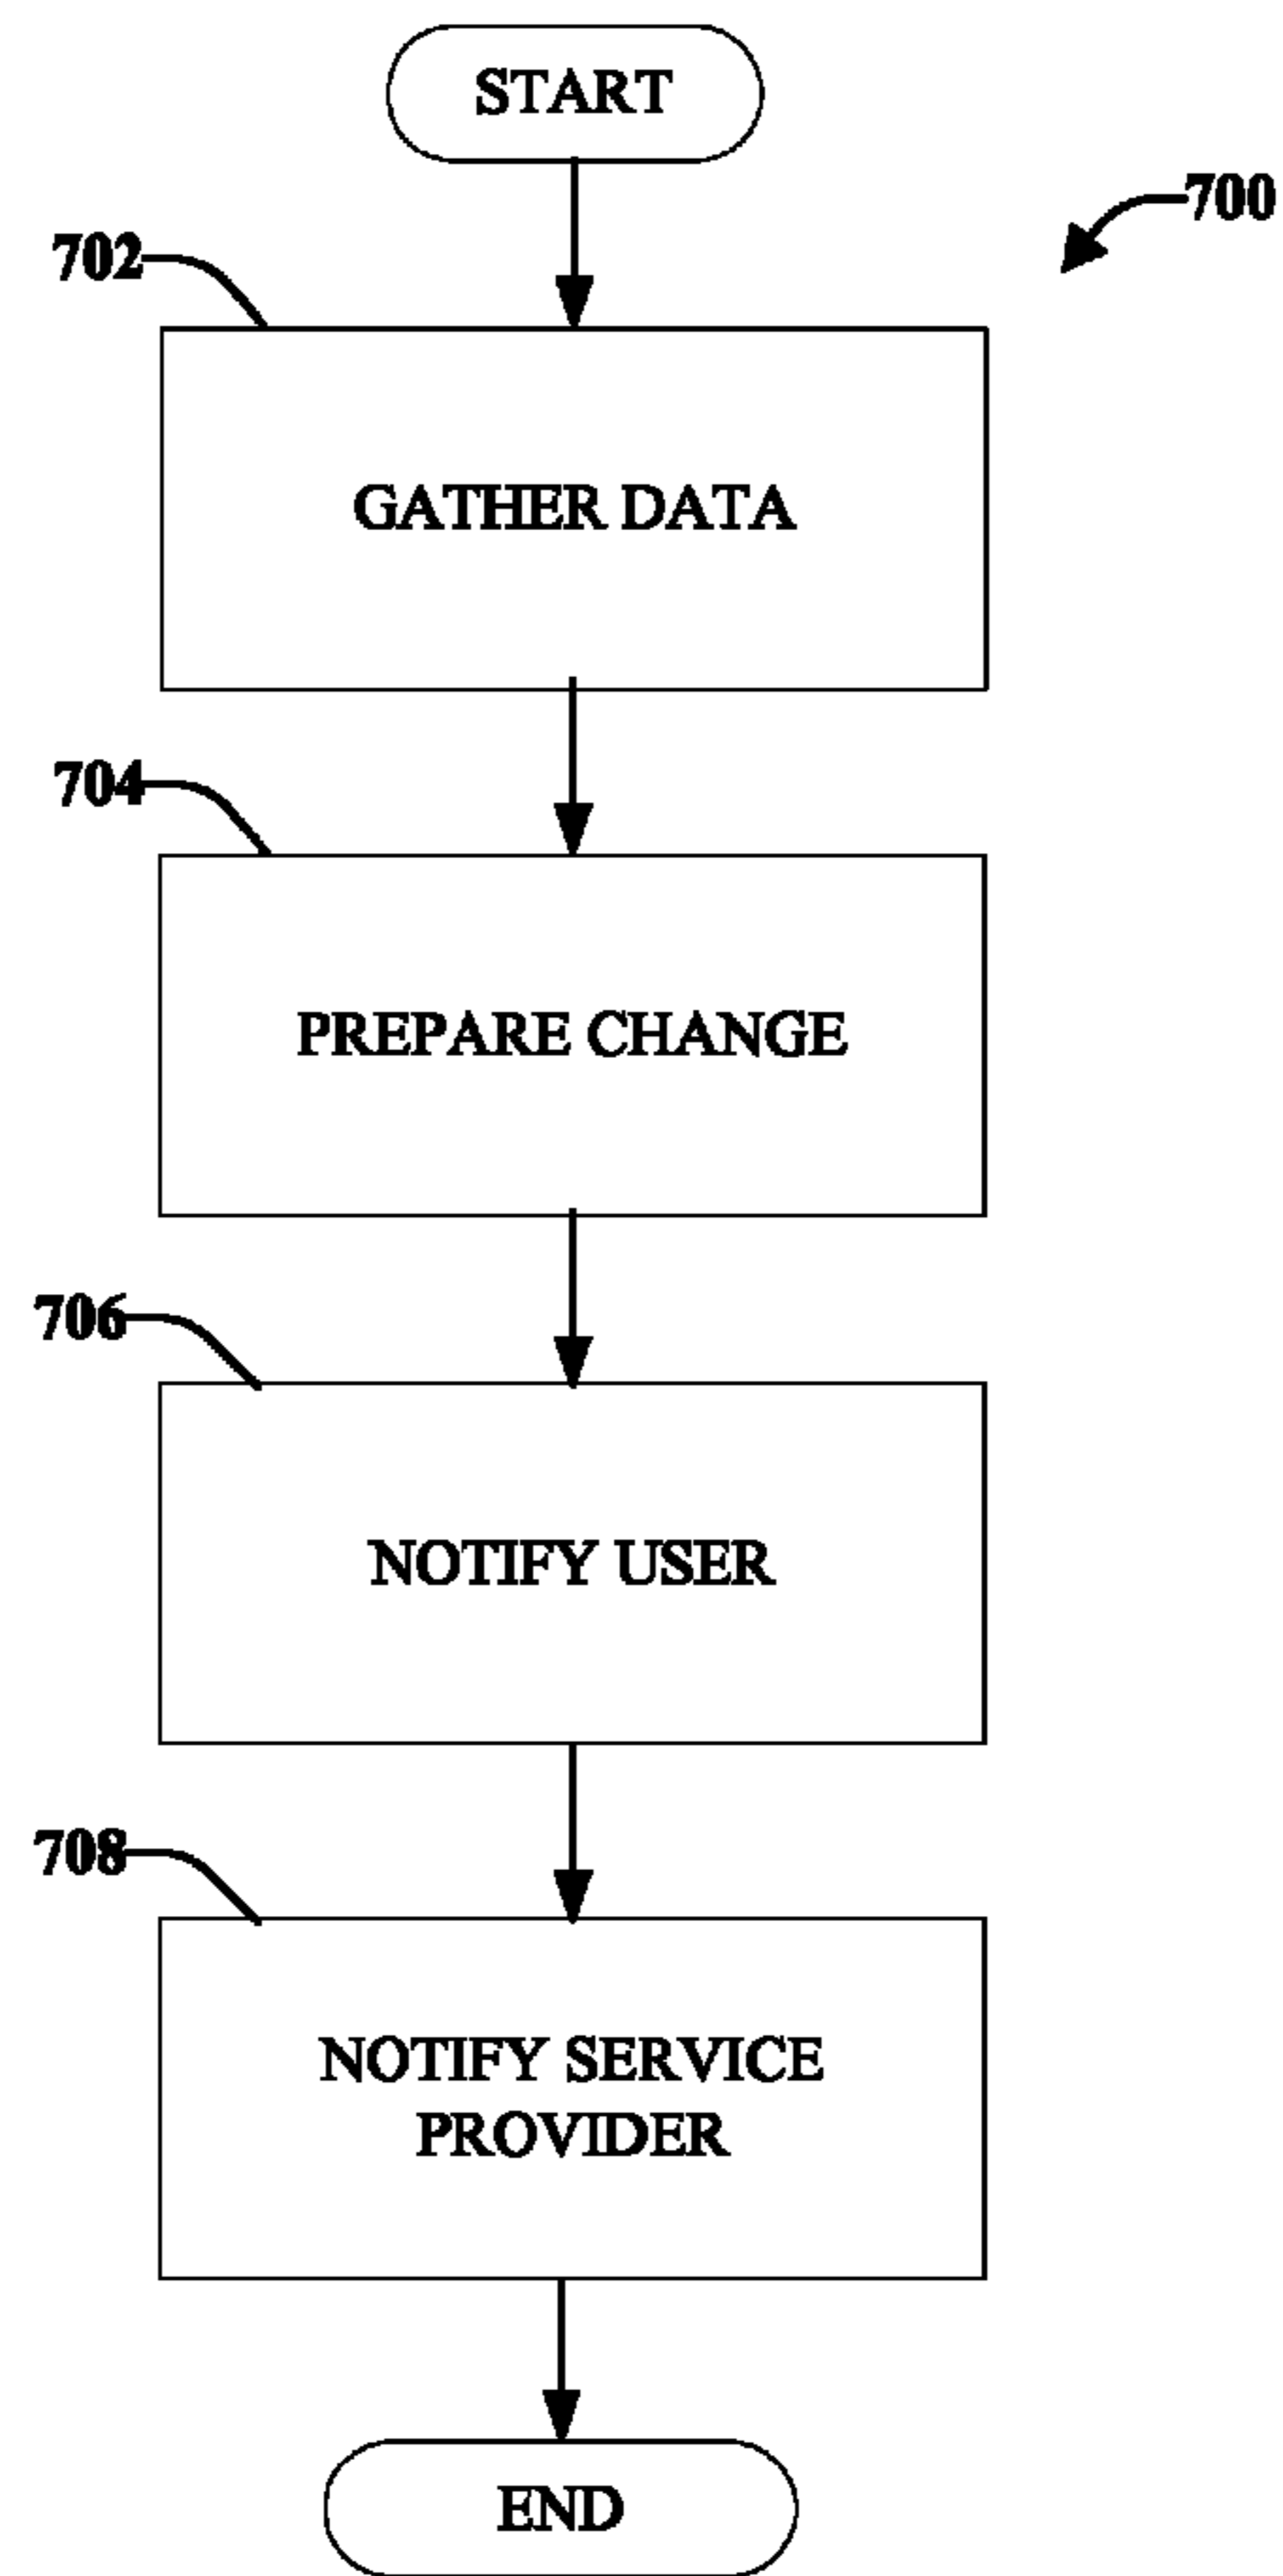 START
700
702
GATHER DATA
704
PREPARE CHANGE
706
NOTIFY USER
708
NOTIFY SERVICE
PROVIDER
END